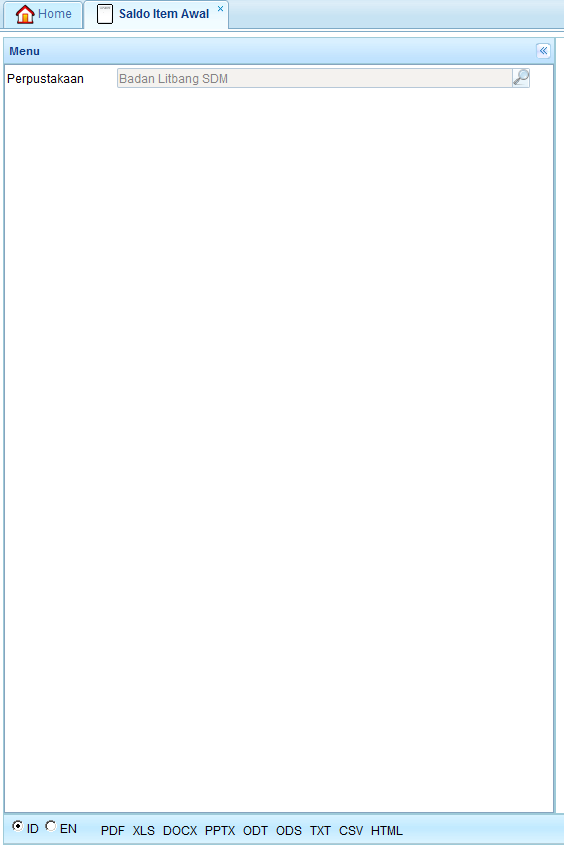 Home Saldo Item Awal
Menu
Perpustakaan Badan Litbang SDM
ID EN PDF XLS DOCX PPTX ODT ODS TXT CSV HTML